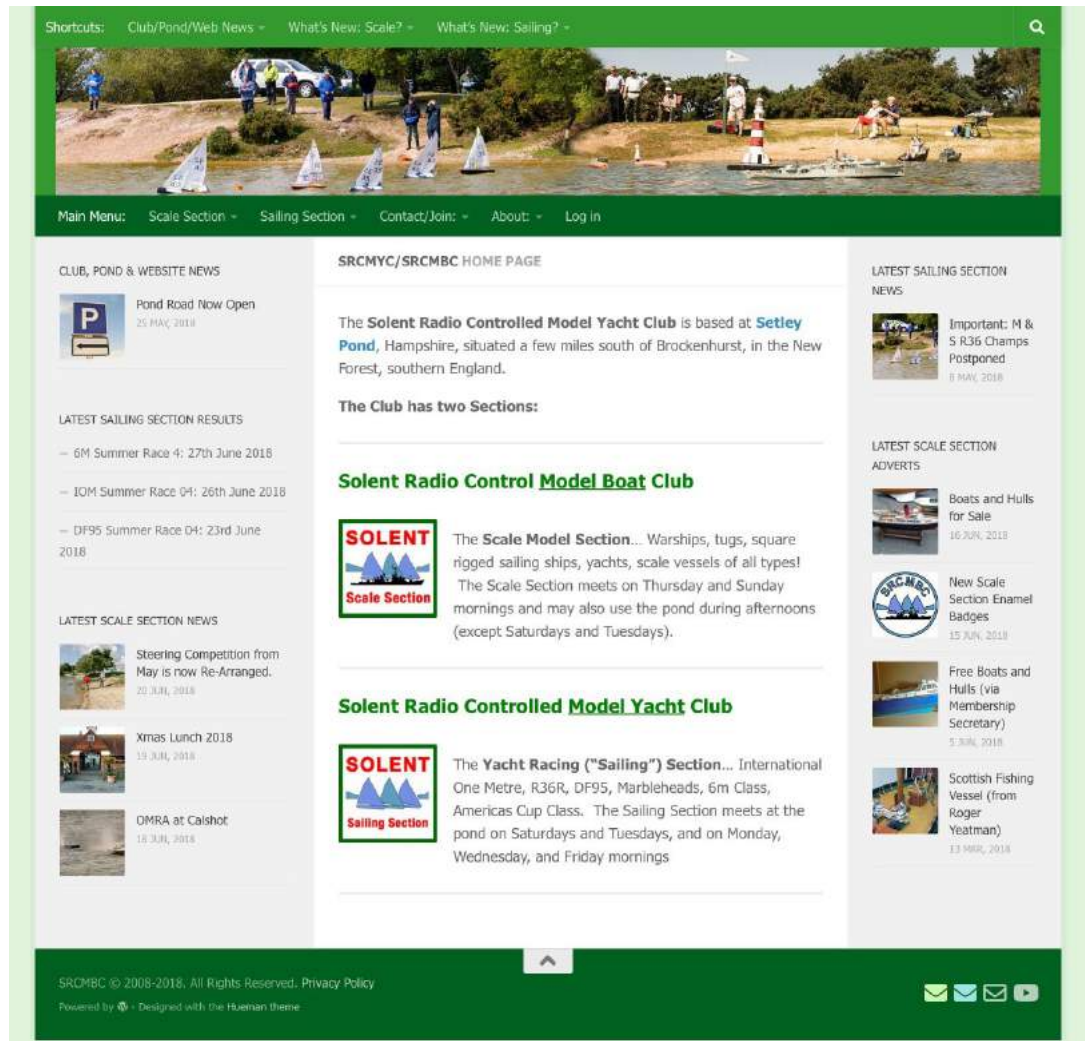 Shortcuts: Club/Pond/Web News What's New: Scale? What's New: Sailing?
Main Menu: Scale Section Sailing Section Contact/Join: About: Log in
CLUB, POND & WEBSITE NEWS
Pond Road Now Open
25 MAY, 2018
LATEST SAILING SECTION RESULTS
— 6M Summer Race 4: 27th June 2018
— IOM Summer Race 04: 26th June 2018
— DF95 Summer Race 04: 23rd June
2018
LATEST SCALE SECTION NEWS
Steering Competition from
May is now Re-Arranged.
20 JUN, 2018
Xmas Lunch 2018
19 JUN, 2018
OMRA at Calshot
18 JUN, 2018
SRCMYC/SRCMBC HOME PAGE
The Solent Radio Controlled Model Yacht Club is based at Setley
Pond, Hampshire, situated a few miles south of Brockenhurst, in the New
Forest, southern England.
The Club has two Sections:
Solent Radio Control Model Boat Club
SOLENT
Scale Section
The Scale Model Section... Warships, tugs, square
rigged sailing ships, yachts, scale vessels of all types!
The Scale Section meets on Thursday and Sunday
mornings and may also use the pond during afternoons
(except Saturdays and Tuesdays).
Solent Radio Controlled Model Yacht Club
SOLENT
Sailing Section
The Yacht Racing ("Sailing") Section... International
One Metre, R36R, DF95, Marbleheads, 6m Class,
Americas Cup Class. The Sailing Section meets at the
pond on Saturdays and Tuesdays, and on Monday,
Wednesday, and Friday mornings
LATEST SAILING SECTION
NEWS
Important: M &
S R36 Champs
Postponed
8 MAY, 2018
LATEST SCALE SECTION
ADVERTS
Boats and Hulls
for Sale
16 JUN, 2018
SRCMBC
New Scale
Section Enamel
Badges
15 JUN, 2018
Free Boats and
Hulls (via
Membership
Secretary)
5 JUN, 2018
Scottish Fishing
Vessel (from
Roger
Yeatman)
13 MAR, 2018
SRCMBC © 2008-2018. All Rights Reserved. Privacy Policy
Powered by - Designed with the Hueman theme